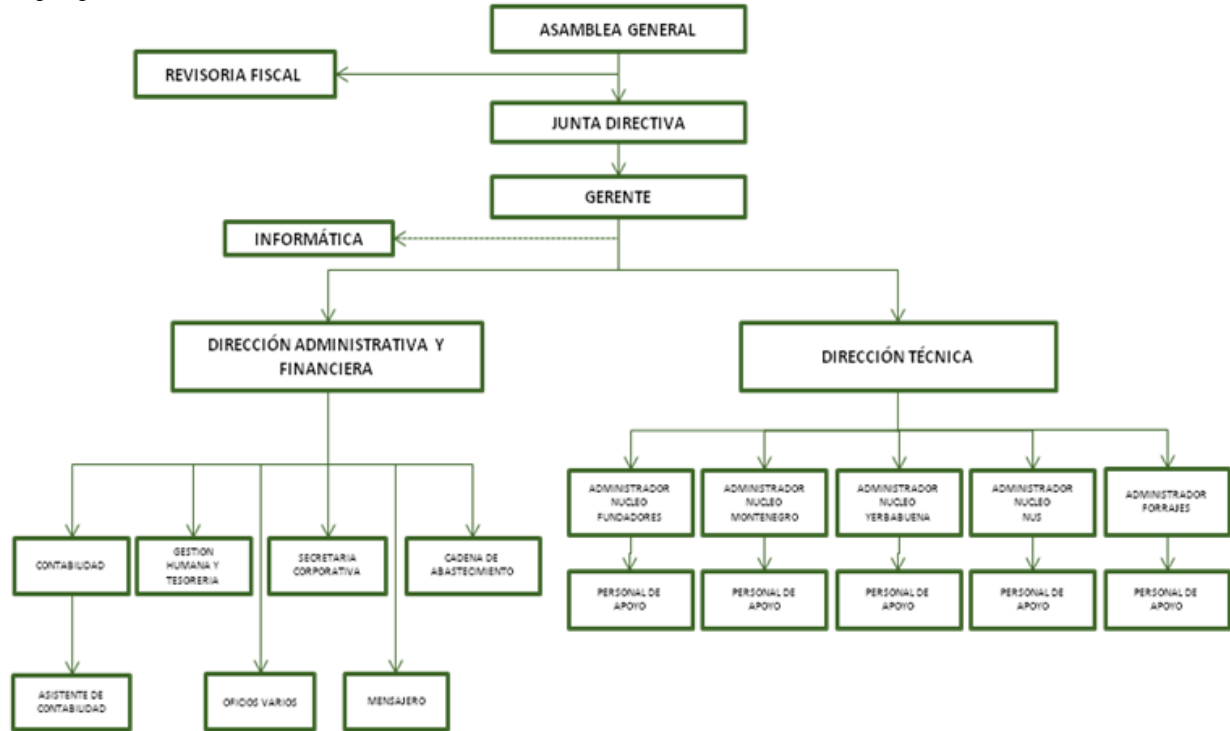 ASAMBLEA GENERAL
REVISORIA FISCAL
JUNTA DIRECTIVA
GERENTE
INFORMÁTICA
DIRECCIÓN ADMINISTRATIVA Y
FINANCIERA
DIRECCIÓN TÉCNICA
ADMINISTRADOR
NUCLEO
FUNDADORES
ADMINISTRADOR
NUCLEO
MONTENEGRO
ADMINISTRADOR
NUCLEO
YERBABUENA
ADMINISTRADOR
NUCLEO
NUS
ADMINISTRADOR
FORRAJES
CONTABILIDAD
GESTION
HUMANA Y
TESORERIA
SECRETARIA
CORPORATIVA
CADENA DE
ABASTECIMIENTO
PERSONAL DE
APOYO
PERSONAL DE
APOYO
PERSONAL DE
APOYO
PERSONAL DE
APOYO
PERSONAL DE
APOYO
ASISTENTE DE
CONTABILIDAD
OFICIOS VARIOS
MENSAJERO